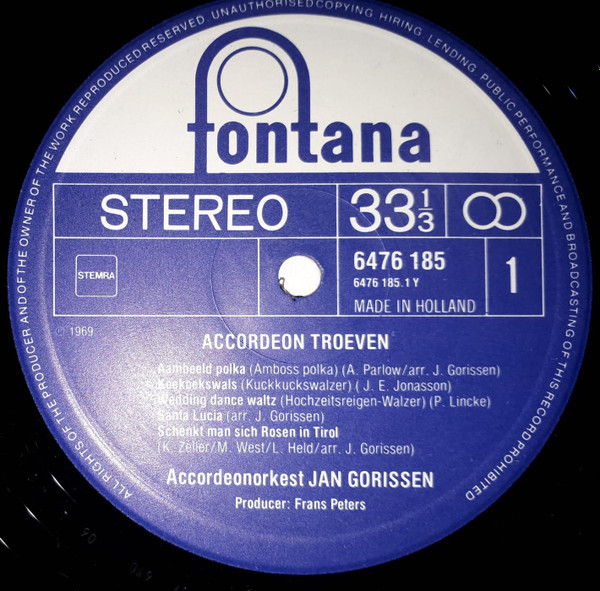 ALL RIGHTS OF THE PRODUCER AND OF THE OWNER OF THE WORK REPRODUCED RESERVED. UNAUTHORISED COPYING, HIRING, LENDING, PUBLIC PERFORMANCE AND BROADCASTING OF THIS RECORD PROHIBITED
fontana
STEREO
33 1/3
STEMRA
6476 185
6476 185.1 Y
MADE IN HOLLAND
1
℗ 1969
ACCORDEON TROEVEN
Aambeeld polka (Amboss polka) (A. Parlow/arr. J. Gorissen)
Koekoekswals (Kuckkuckswalzer) ( J. E. Jonasson)
Wedding dance waltz (Hochzeitsreigen-Walzer) (P. Lincke)
Santa Lucia (arr. J. Gorissen)
Schenkt man sich Rosen in Tirol
(K. Zeller/M. West/L. Held/arr. J. Gorissen)
Accordeonorkest JAN GORISSEN
Producer: Frans Peters